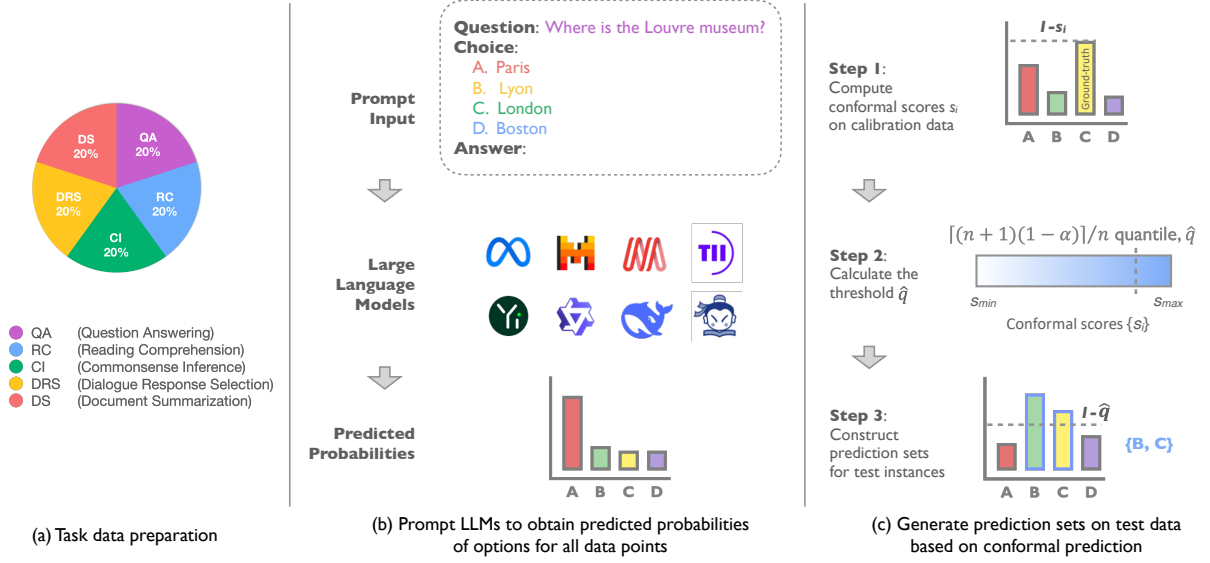 DS
20%
QA
20%
DRS
20%
RC
20%
CI
20%
QA (Question Answering)
RC (Reading Comprehension)
CI (Commonsense Inference)
DRS (Dialogue Response Selection)
DS (Document Summarization)
(a) Task data preparation
Prompt
Input
Question: Where is the Louvre museum?
Choice:
A. Paris
B. Lyon
C. London
D. Boston
Answer:
Large
Language
Models
TII
Yi
Predicted
Probabilities
A B C D
(b) Prompt LLMs to obtain predicted probabilities
of options for all data points
Step 1:
Compute
conformal scores sᵢ
on calibration data
1-sᵢ
Ground-truth
A B C D
Step 2:
Calculate the
threshold q̂
⌈(n + 1)(1 − α)⌉/n quantile, q̂
Smin Smax
Conformal scores {sᵢ}
Step 3:
Construct
prediction sets
for test instances
1-q̂
{B, C}
A B C D
(c) Generate prediction sets on test data
based on conformal prediction